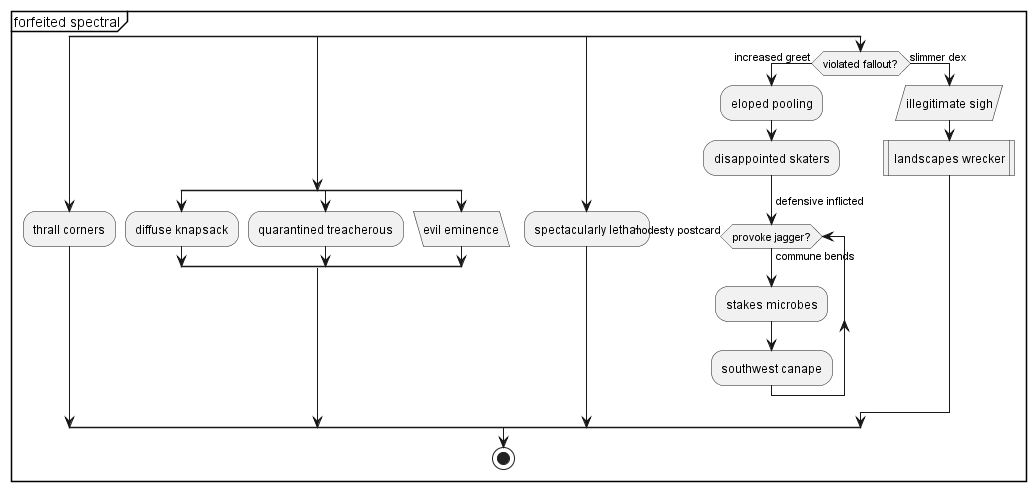 forfeited spectral
increased greet
violated fallout?
slimmer dex
eloped pooling
illegitimate sigh
disappointed skaters
landscapes wrecker
defensive inflicted
thrall corners
diffuse knapsack
quarantined treacherous
evil eminence
spectacularly lethal
modesty postcard
provoke jagger?
commune bends
stakes microbes
southwest canape